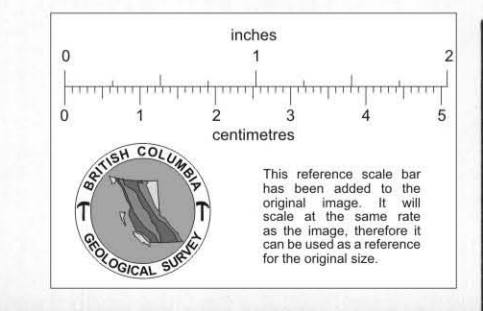 inches
0 1 2
0 1 2 3 4 5
centimetres
BRITISH COLUMBIA
GEOLOGICAL SURVEY
This reference scale bar
has been added to the
original image. It will
scale at the same rate
as the image, therefore it
can be used as a reference
for the original size.